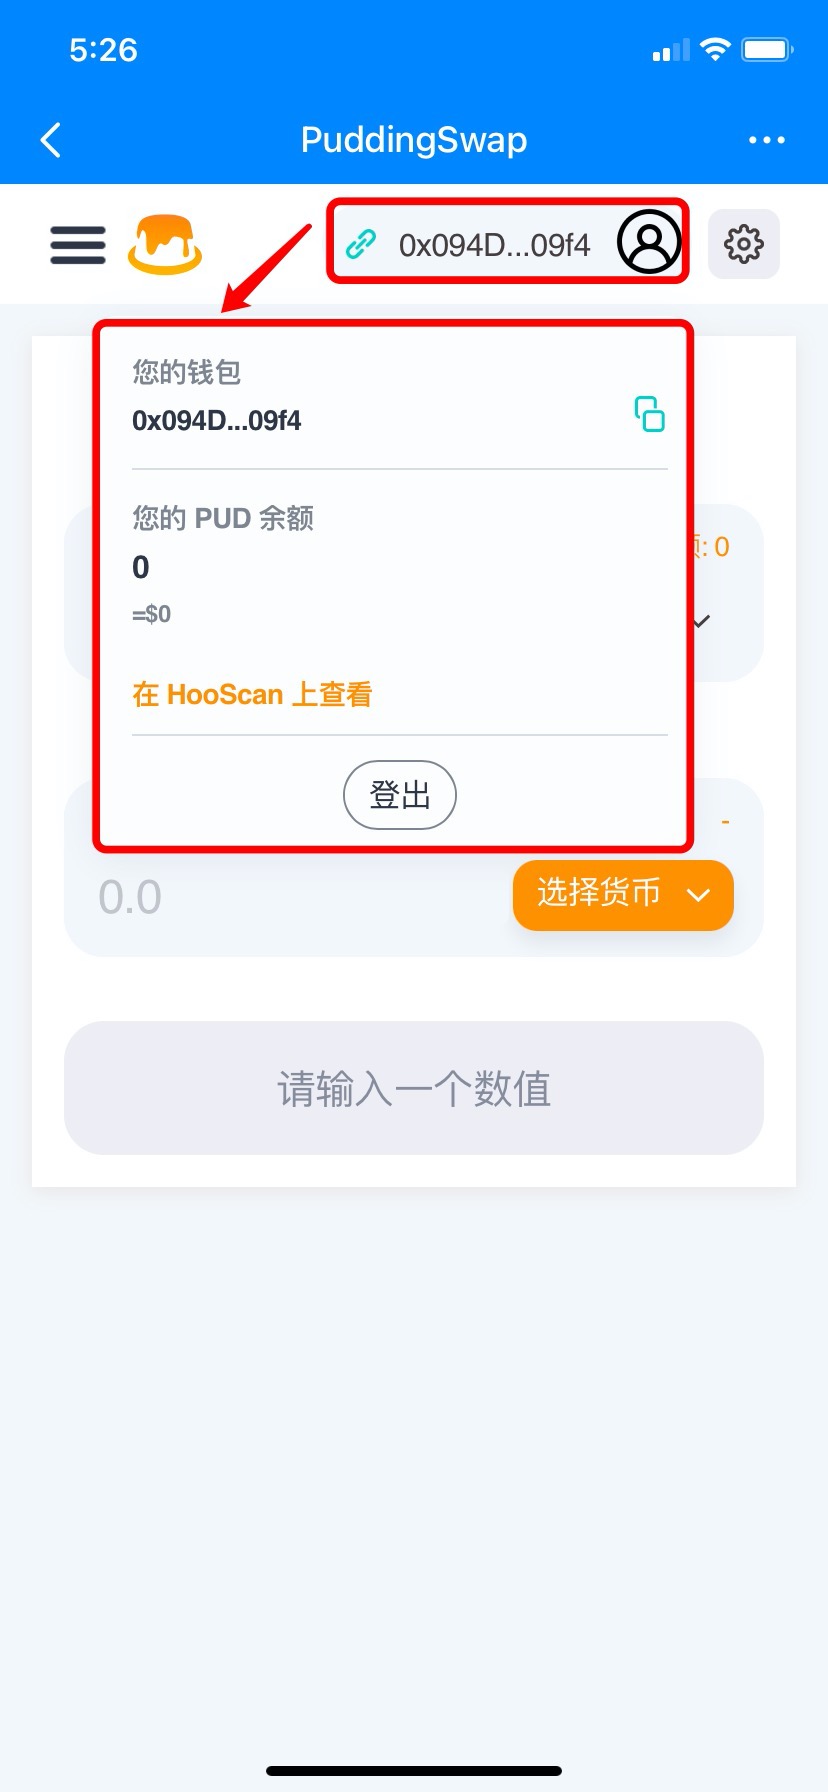 5:26
PuddingSwap
0x094D...09f4
您的钱包
0x094D...09f4
您的 PUD 余额
0
=$0
: 0
在 HooScan 上查看
登出
-
0.0
选择货币
请输入一个数值